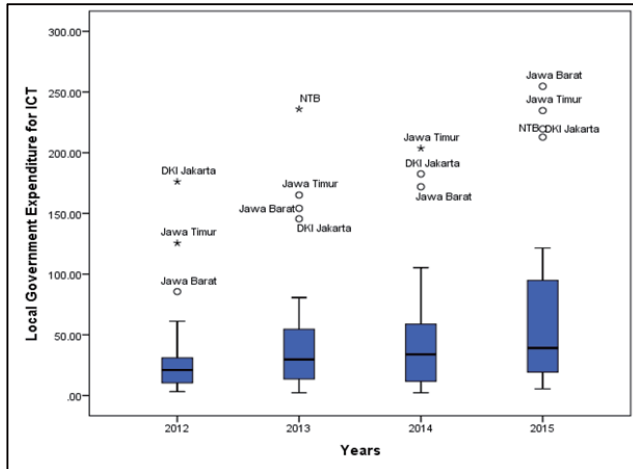 300.00
250.00
200.00
150.00
100.00
50.00
.00
Local Government Expenditure for ICT
DKI Jakarta
Jawa Timur
Jawa Barat
NTB
Jawa Timur
Jawa Barat
DKI Jakarta
Jawa Timur
DKI Jakarta
Jawa Barat
Jawa Barat
Jawa Timur
NTB DKI Jakarta
2012 2013 2014 2015
Years